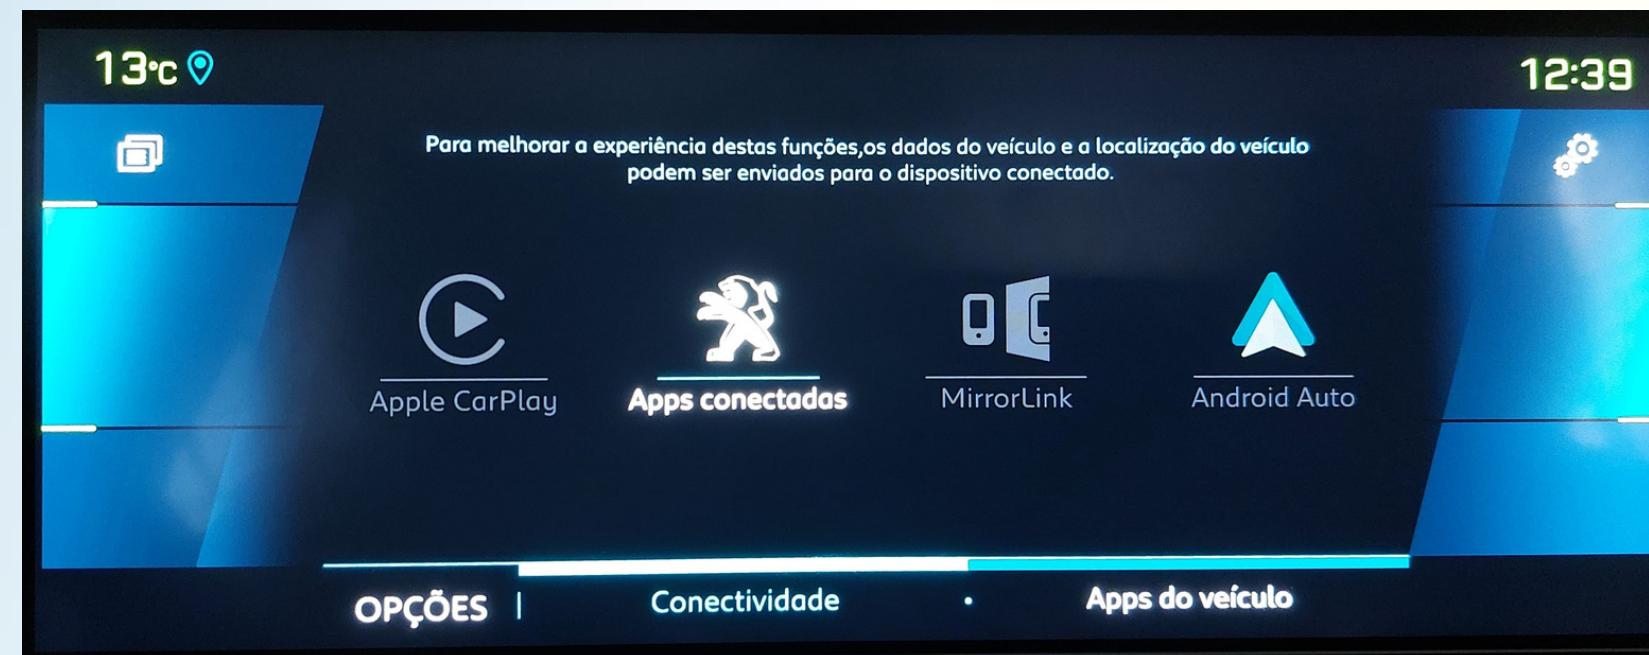 13°C
12:39
Para melhorar a experiência destas funções,os dados do veículo e a localização do veículo
podem ser enviados para o dispositivo conectado.
Apple CarPlay
Apps conectadas
MirrorLink
Android Auto
OPÇÕES | Conectividade · Apps do veículo